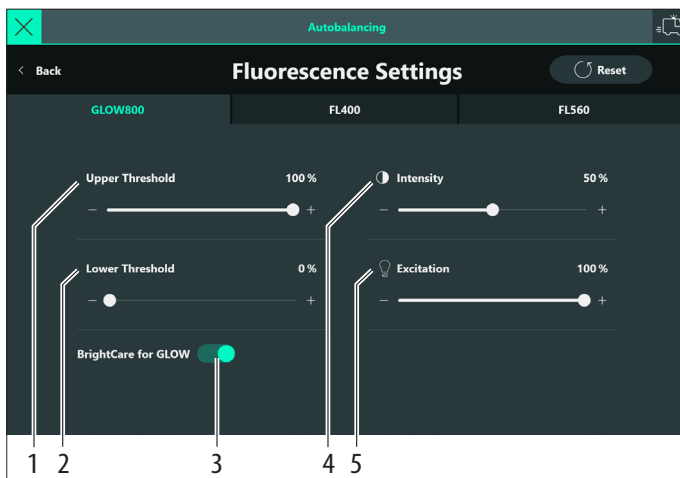 Autobalancing
< Back
Fluorescence Settings
Reset
GLOW800
FL400
FL560
Upper Threshold 100 %
− +
Intensity 50 %
− +
Lower Threshold 0 %
− +
Excitation 100 %
− +
BrightCare for GLOW
1 2 3 4 5